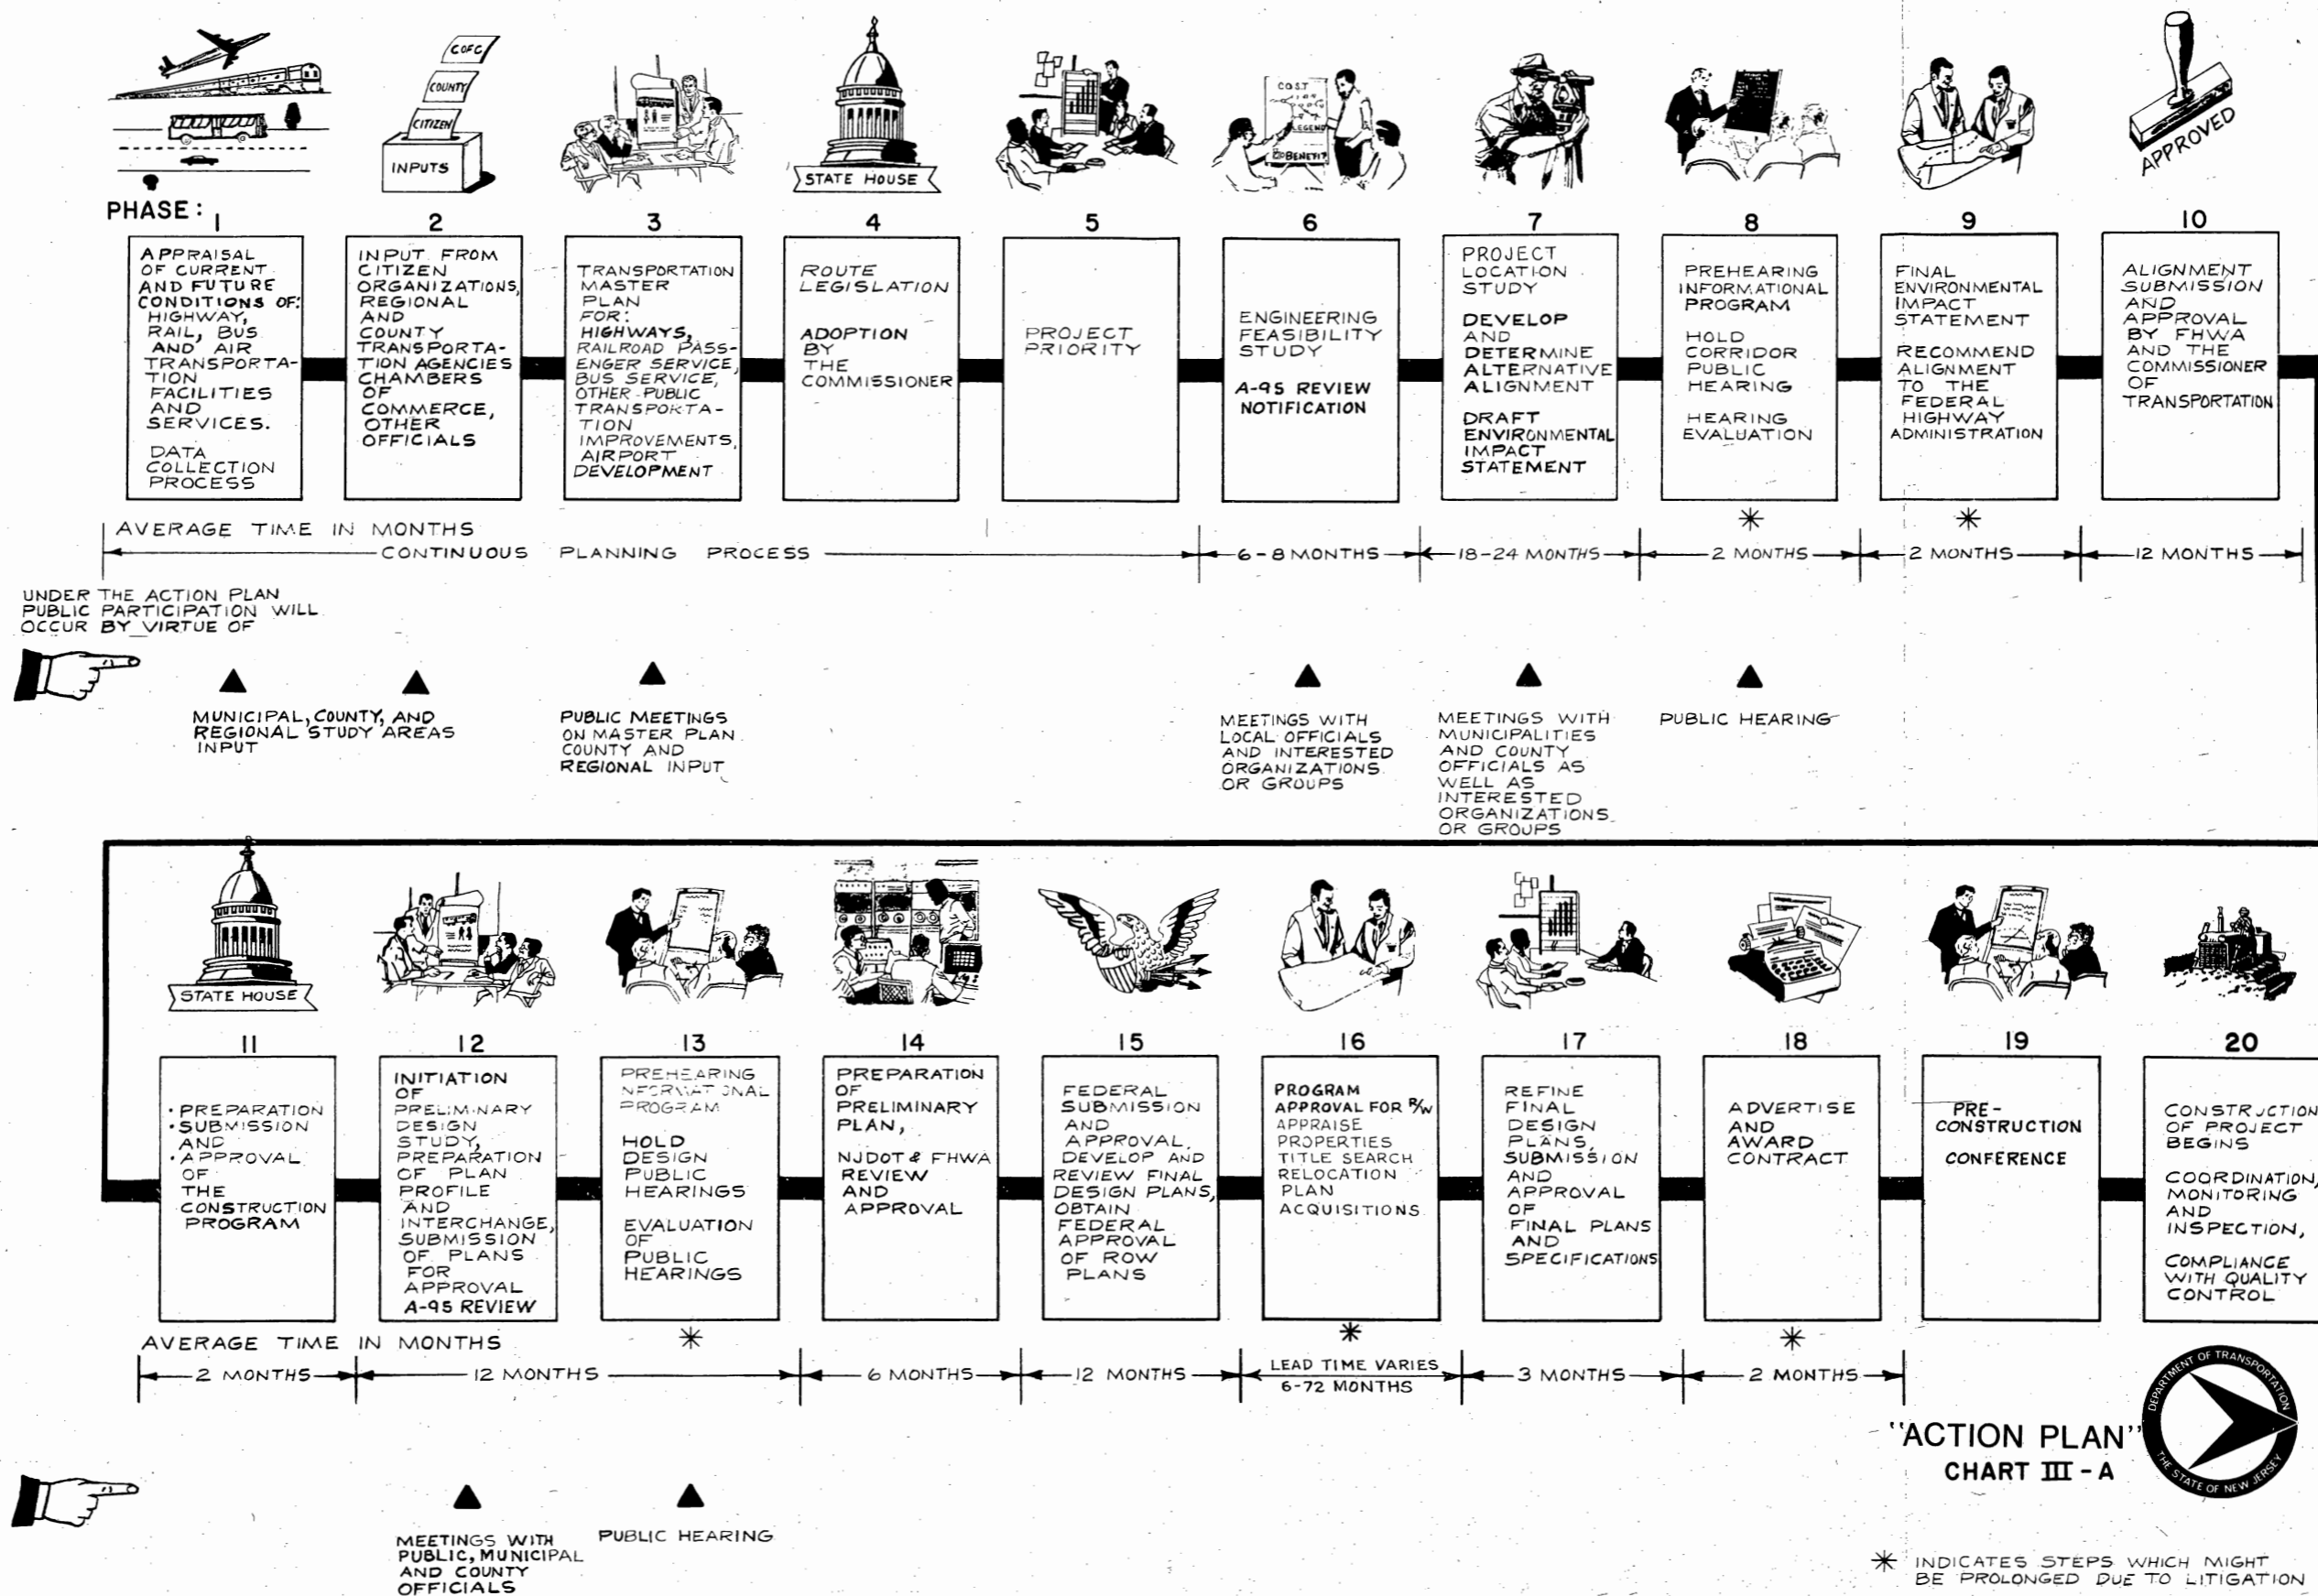 COFC
COUNTY
CITIZEN
INPUTS
STATE HOUSE
COST
LEGEND
BENEFIT
APPROVED
PHASE:
1
APPRAISAL
OF CURRENT
AND FUTURE
CONDITIONS OF:
HIGHWAY,
RAIL, BUS
AND AIR
TRANSPORTA-
TION
FACILITIES
AND
SERVICES.
DATA
COLLECTION
PROCESS
2
INPUT FROM
CITIZEN
ORGANIZATIONS,
REGIONAL
AND
COUNTY
TRANSPORTA-
TION AGENCIES
CHAMBERS
OF
COMMERCE,
OTHER
OFFICIALS
3
TRANSPORTATION
MASTER
PLAN
FOR:
HIGHWAYS,
RAILROAD PASS-
ENGER SERVICE,
BUS SERVICE,
OTHER PUBLIC
TRANSPORTA-
TION
IMPROVEMENTS,
AIRPORT
DEVELOPMENT
4
ROUTE
LEGISLATION
ADOPTION
BY
THE
COMMISSIONER
5
PROJECT
PRIORITY
6
ENGINEERING
FEASIBILITY
STUDY
A-95 REVIEW
NOTIFICATION
7
PROJECT
LOCATION
STUDY
DEVELOP
AND
DETERMINE
ALTERNATIVE
ALIGNMENT
DRAFT
ENVIRONMENTAL
IMPACT
STATEMENT
8
PREHEARING
INFORMATIONAL
PROGRAM
HOLD
CORRIDOR
PUBLIC
HEARING
HEARING
EVALUATION
9
FINAL
ENVIRONMENTAL
IMPACT
STATEMENT
RECOMMEND
ALIGNMENT
TO THE
FEDERAL
HIGHWAY
ADMINISTRATION
10
ALIGNMENT
SUBMISSION
AND
APPROVAL
BY FHWA
AND THE
COMMISSIONER
OF
TRANSPORTATION
*
*
AVERAGE TIME IN MONTHS
CONTINUOUS PLANNING PROCESS
6-8 MONTHS
18-24 MONTHS
2 MONTHS
2 MONTHS
12 MONTHS
UNDER THE ACTION PLAN
PUBLIC PARTICIPATION WILL
OCCUR BY VIRTUE OF
MUNICIPAL, COUNTY, AND
REGIONAL STUDY AREAS
INPUT
PUBLIC MEETINGS
ON MASTER PLAN
COUNTY AND
REGIONAL INPUT
MEETINGS WITH
LOCAL OFFICIALS
AND INTERESTED
ORGANIZATIONS
OR GROUPS
MEETINGS WITH
MUNICIPALITIES
AND COUNTY
OFFICIALS AS
WELL AS
INTERESTED
ORGANIZATIONS
OR GROUPS
PUBLIC HEARING
STATE HOUSE
11
• PREPARATION
• SUBMISSION
AND
• APPROVAL
OF
THE
CONSTRUCTION
PROGRAM
12
INITIATION
OF
PRELIMINARY
DESIGN
STUDY,
PREPARATION
OF PLAN
PROFILE
AND
INTERCHANGE,
SUBMISSION
OF PLANS
FOR
APPROVAL
A-95 REVIEW
13
PREHEARING
INFORMATIONAL
PROGRAM
HOLD
DESIGN
PUBLIC
HEARINGS
EVALUATION
OF
PUBLIC
HEARINGS
14
PREPARATION
OF
PRELIMINARY
PLAN,
NJDOT & FHWA
REVIEW
AND
APPROVAL
15
FEDERAL
SUBMISSION
AND
APPROVAL,
DEVELOP AND
REVIEW FINAL
DESIGN PLANS,
OBTAIN
FEDERAL
APPROVAL
OF ROW
PLANS
16
PROGRAM
APPROVAL FOR R/W
APPRAISE
PROPERTIES
TITLE SEARCH
RELOCATION
PLAN
ACQUISITIONS
17
REFINE
FINAL
DESIGN
PLANS,
SUBMISSION
AND
APPROVAL
OF
FINAL PLANS
AND
SPECIFICATIONS
18
ADVERTISE
AND
AWARD
CONTRACT
19
PRE-
CONSTRUCTION
CONFERENCE
20
CONSTRUCTION
OF PROJECT
BEGINS
COORDINATION,
MONITORING
AND
INSPECTION,
COMPLIANCE
WITH QUALITY
CONTROL
*
*
*
AVERAGE TIME IN MONTHS
2 MONTHS
12 MONTHS
6 MONTHS
12 MONTHS
LEAD TIME VARIES
6-72 MONTHS
3 MONTHS
2 MONTHS
MEETINGS WITH
PUBLIC, MUNICIPAL
AND COUNTY
OFFICIALS
PUBLIC HEARING
"ACTION PLAN"
CHART III - A
DEPARTMENT OF TRANSPORTATION
THE STATE OF NEW JERSEY
* INDICATES STEPS WHICH MIGHT
BE PROLONGED DUE TO LITIGATION